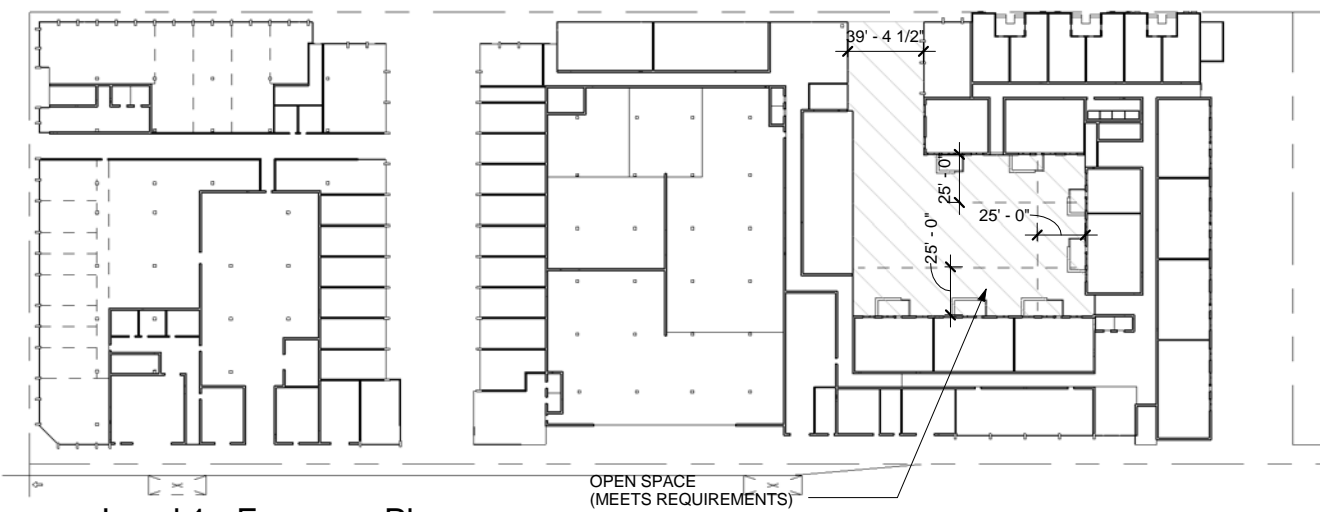 39' - 4 1/2"
25' - 0"
25' - 0"
25' - 0"
OPEN SPACE
(MEETS REQUIREMENTS)